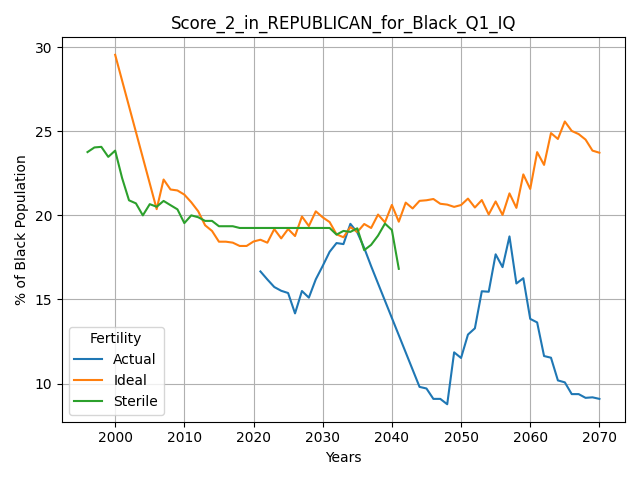 Score_2_in_REPUBLICAN_for_Black_Q1_IQ
% of Black Population
30
25
20
15
10
Fertility
Actual
Ideal
Sterile
2000 2010 2020 2030 2040 2050 2060 2070
Years